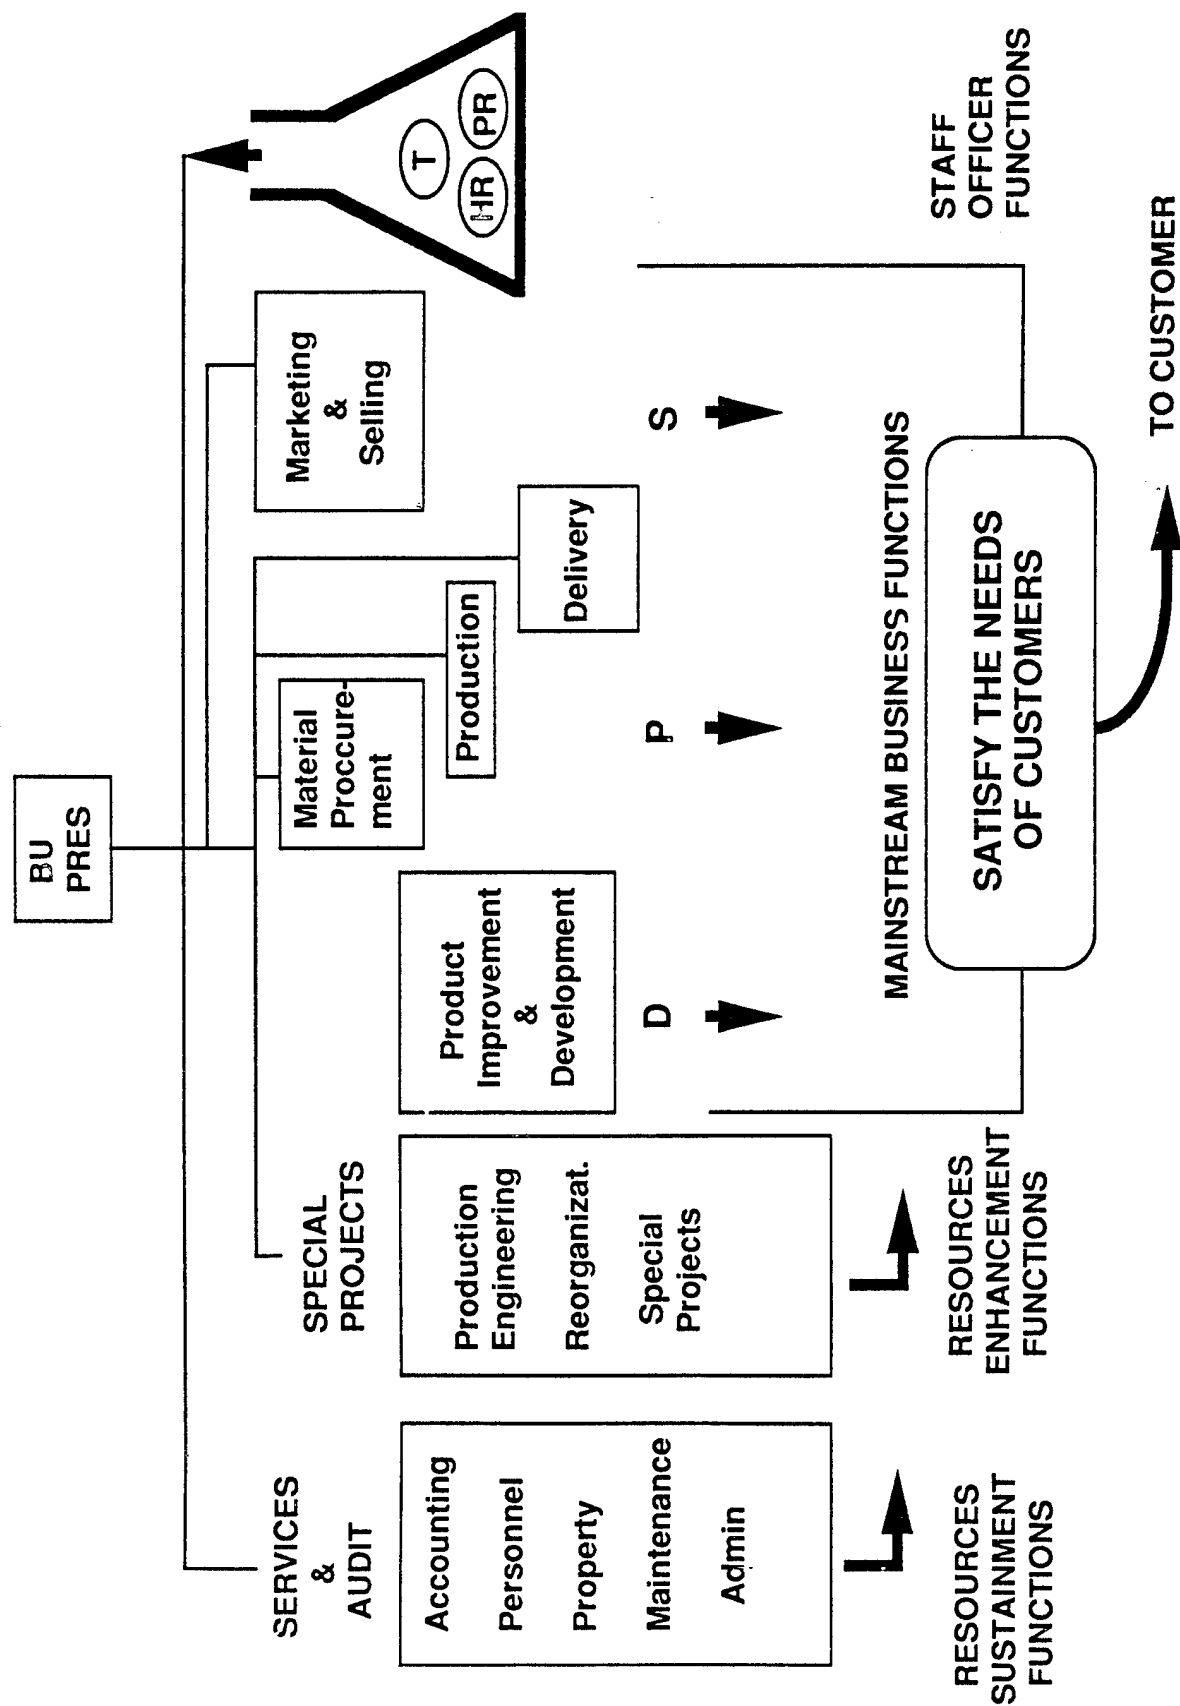 BU
PRES
SERVICES
&
AUDIT
Accounting
Personnel
Property
Maintenance
Admin
RESOURCES
SUSTAINMENT
FUNCTIONS
SPECIAL
PROJECTS
Production
Engineering
Reorganizat.
Special
Projects
RESOURCES
ENHANCEMENT
FUNCTIONS
Product
Improvement
&
Development
D
Material
Proccure-
ment
Production
Delivery
P
Marketing
&
Selling
S
T
HR PR
MAINSTREAM BUSINESS FUNCTIONS
SATISFY THE NEEDS
OF CUSTOMERS
STAFF
OFFICER
FUNCTIONS
TO CUSTOMER